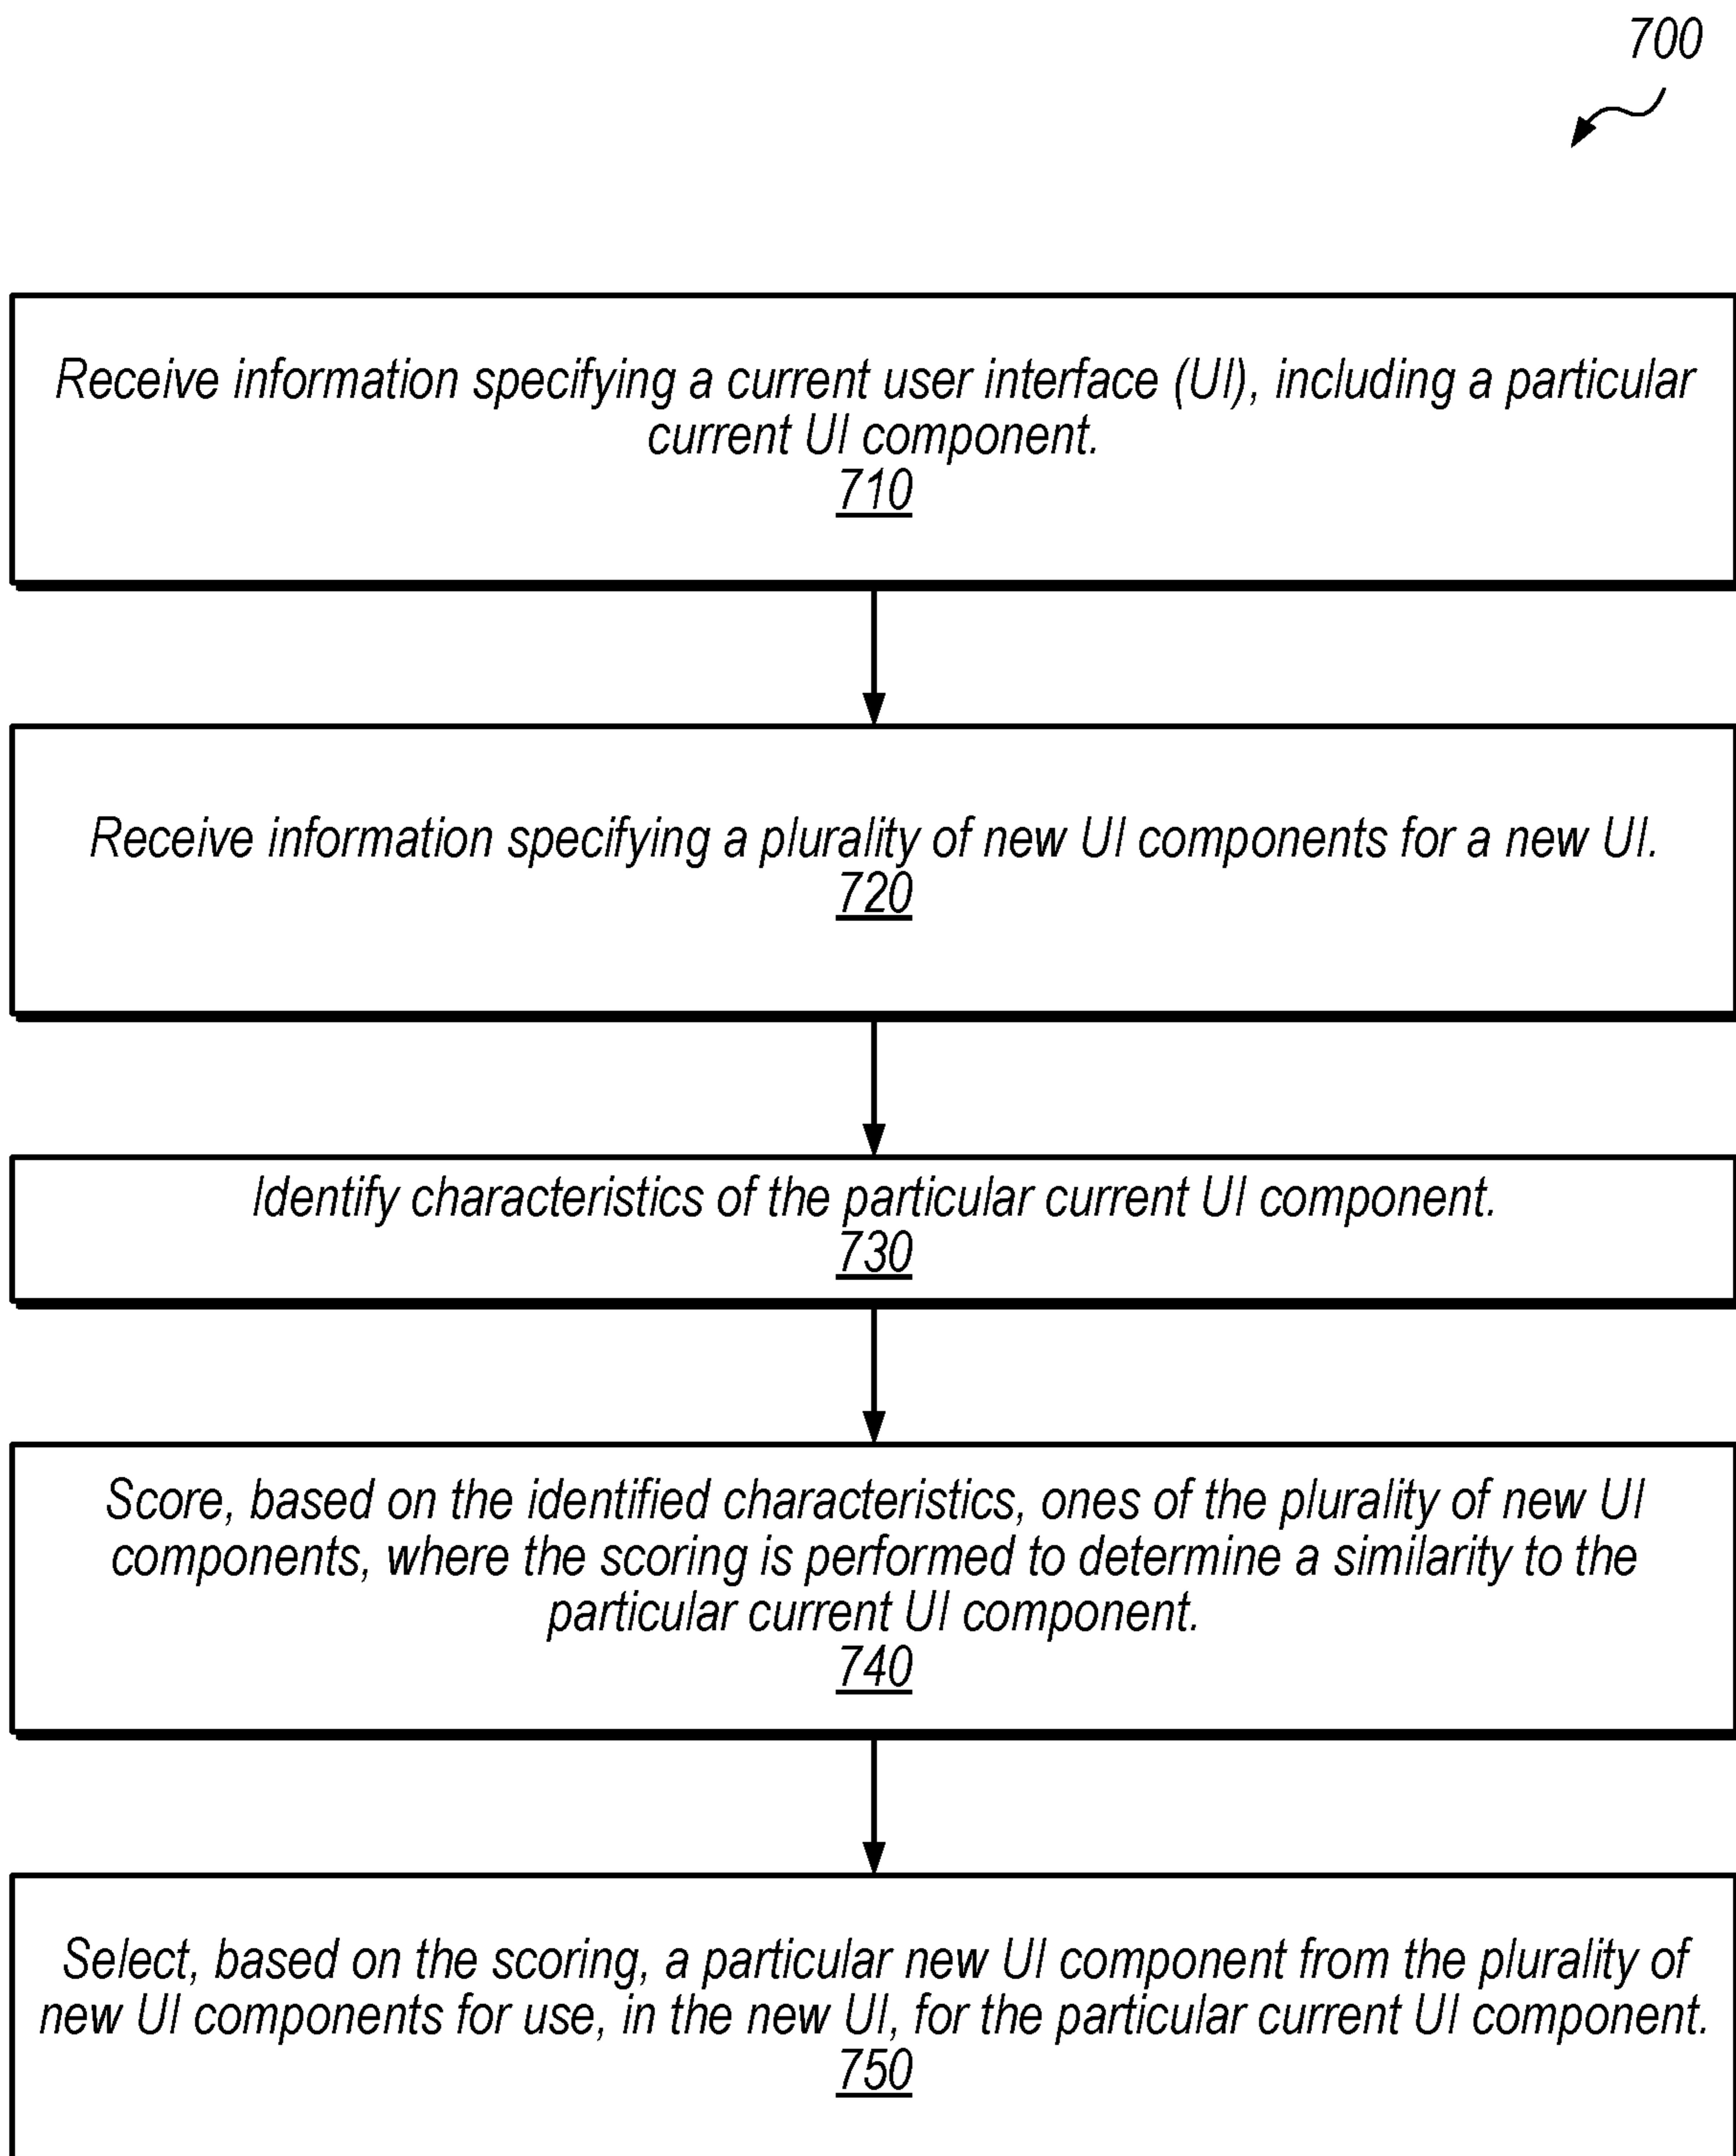 700
Receive information specifying a current user interface (UI), including a particular
current UI component.
710
Receive information specifying a plurality of new UI components for a new UI.
720
Identify characteristics of the particular current UI component.
730
Score, based on the identified characteristics, ones of the plurality of new UI
components, where the scoring is performed to determine a similarity to the
particular current UI component.
740
Select, based on the scoring, a particular new UI component from the plurality of
new UI components for use, in the new UI, for the particular current UI component.
750